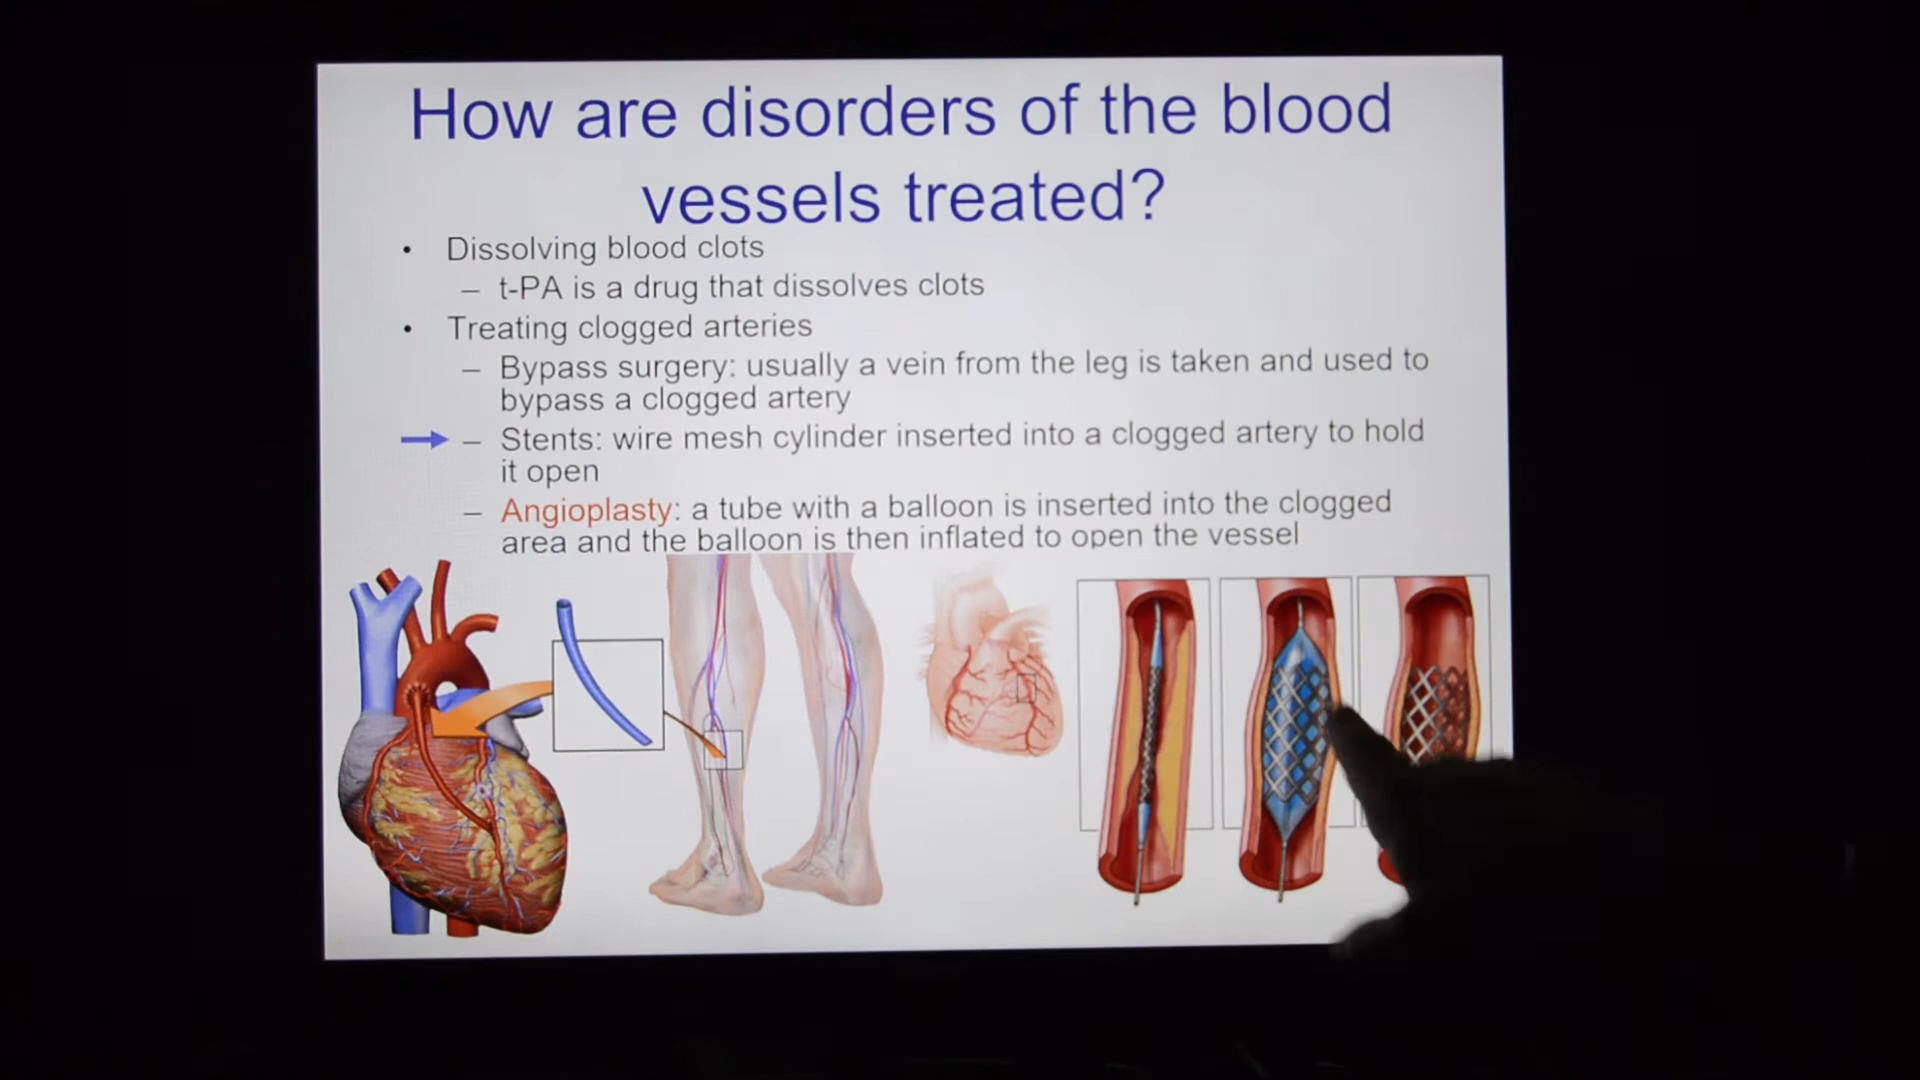 How are disorders of the blood
vessels treated?
• Dissolving blood clots
– t-PA is a drug that dissolves clots
• Treating clogged arteries
– Bypass surgery: usually a vein from the leg is taken and used to
bypass a clogged artery
– Stents: wire mesh cylinder inserted into a clogged artery to hold
it open
– Angioplasty: a tube with a balloon is inserted into the clogged
area and the balloon is then inflated to open the vessel